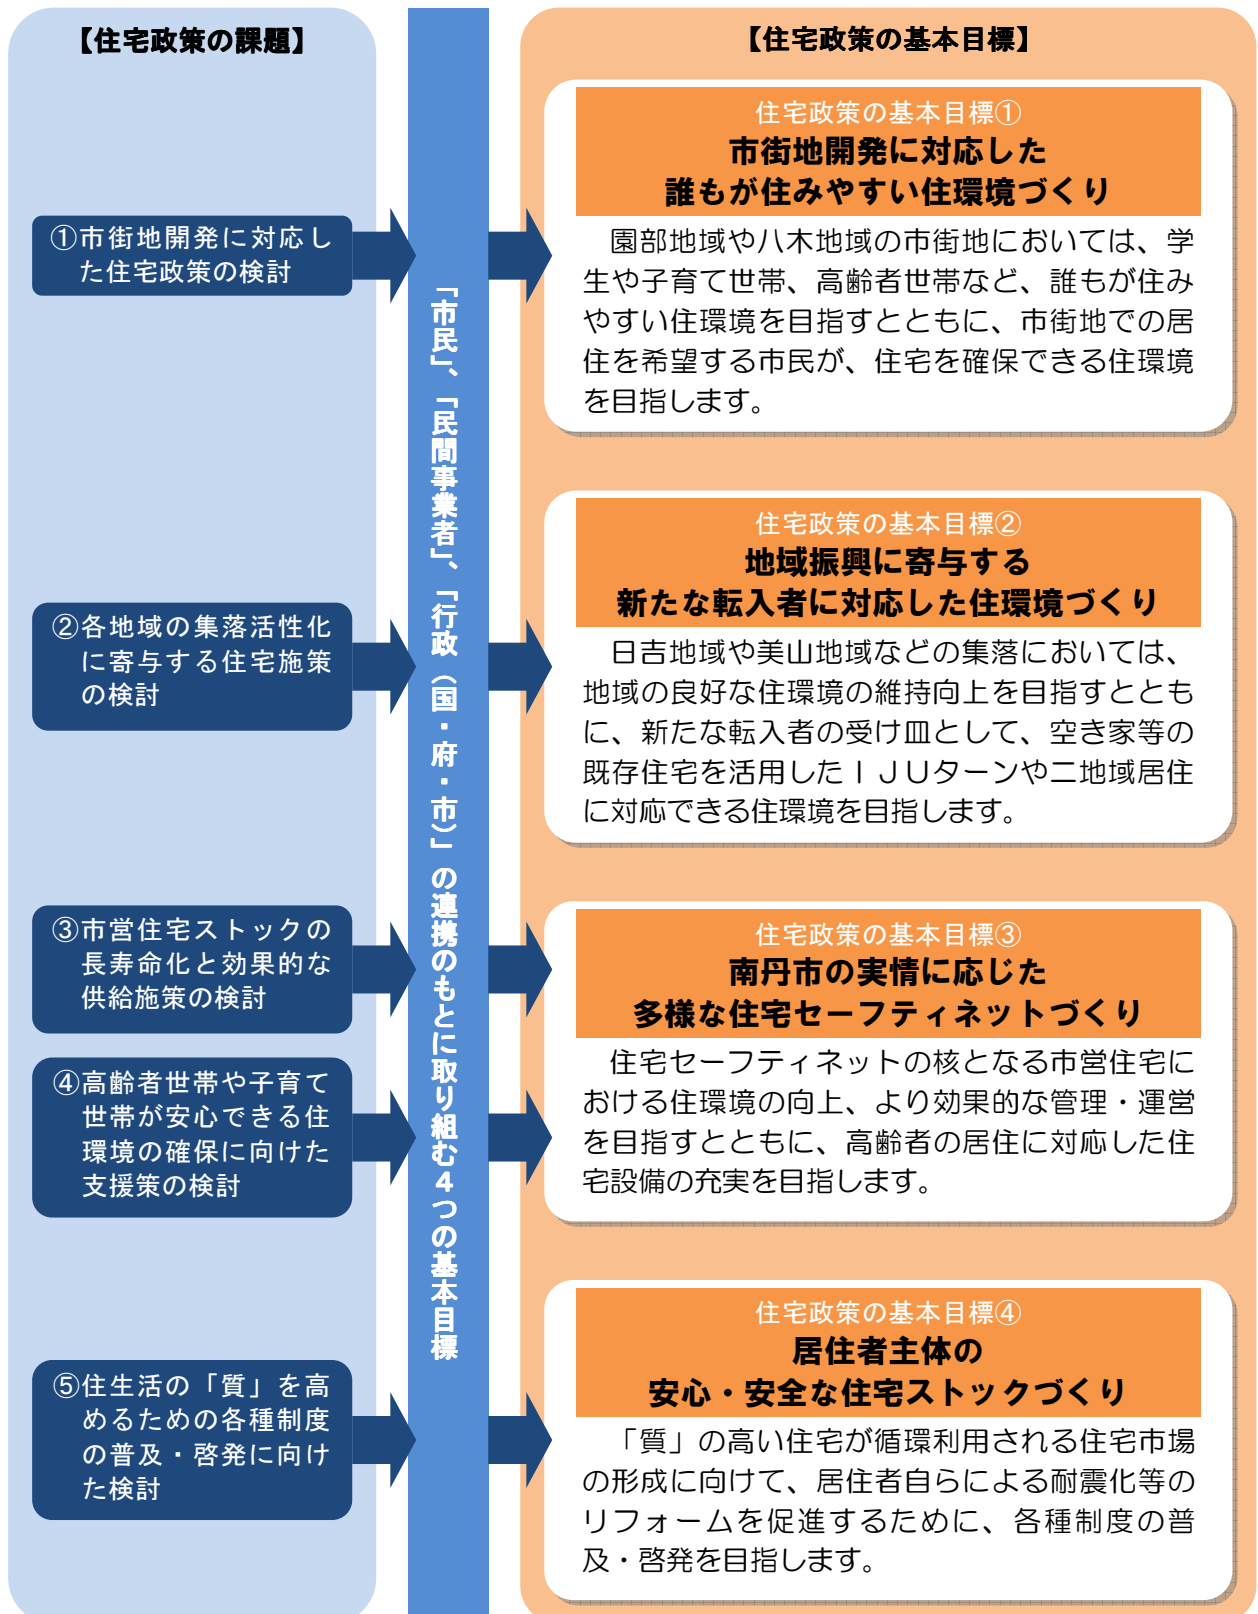 【住宅政策の課題】
①市街地開発に対応し
た住宅政策の検討
②各地域の集落活性化
に寄与する住宅施策
の検討
③市営住宅ストックの
長寿命化と効果的な
供給施策の検討
④高齢者世帯や子育て
世帯が安心できる住
環境の確保に向けた
支援策の検討
⑤住生活の「質」を高
めるための各種制度
の普及・啓発に向け
た検討
「市民」、「民間事業者」、「行政（国・府・市）」の連携のもとに取り組む４つの基本目標
【住宅政策の基本目標】
住宅政策の基本目標①
市街地開発に対応した
誰もが住みやすい住環境づくり
園部地域や八木地域の市街地においては、学
生や子育て世帯、高齢者世帯など、誰もが住み
やすい住環境を目指すとともに、市街地での居
住を希望する市民が、住宅を確保できる住環境
を目指します。
住宅政策の基本目標②
地域振興に寄与する
新たな転入者に対応した住環境づくり
日吉地域や美山地域などの集落においては、
地域の良好な住環境の維持向上を目指すととも
に、新たな転入者の受け皿として、空き家等の
既存住宅を活用したＩＪＵターンや二地域居住
に対応できる住環境を目指します。
住宅政策の基本目標③
南丹市の実情に応じた
多様な住宅セーフティネットづくり
住宅セーフティネットの核となる市営住宅に
おける住環境の向上、より効果的な管理・運営
を目指すとともに、高齢者の居住に対応した住
宅設備の充実を目指します。
住宅政策の基本目標④
居住者主体の
安心・安全な住宅ストックづくり
「質」の高い住宅が循環利用される住宅市場
の形成に向けて、居住者自らによる耐震化等の
リフォームを促進するために、各種制度の普
及・啓発を目指します。